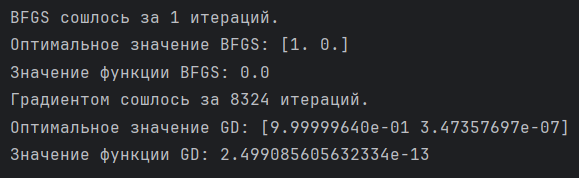 BFGS сошлось за 1 итераций.
Оптимальное значение BFGS: [1. 0.]
Значение функции BFGS: 0.0
Градиентом сошлось за 8324 итераций.
Оптимальное значение GD: [9.99999640e-01 3.47357697e-07]
Значение функции GD: 2.499085605632334e-13